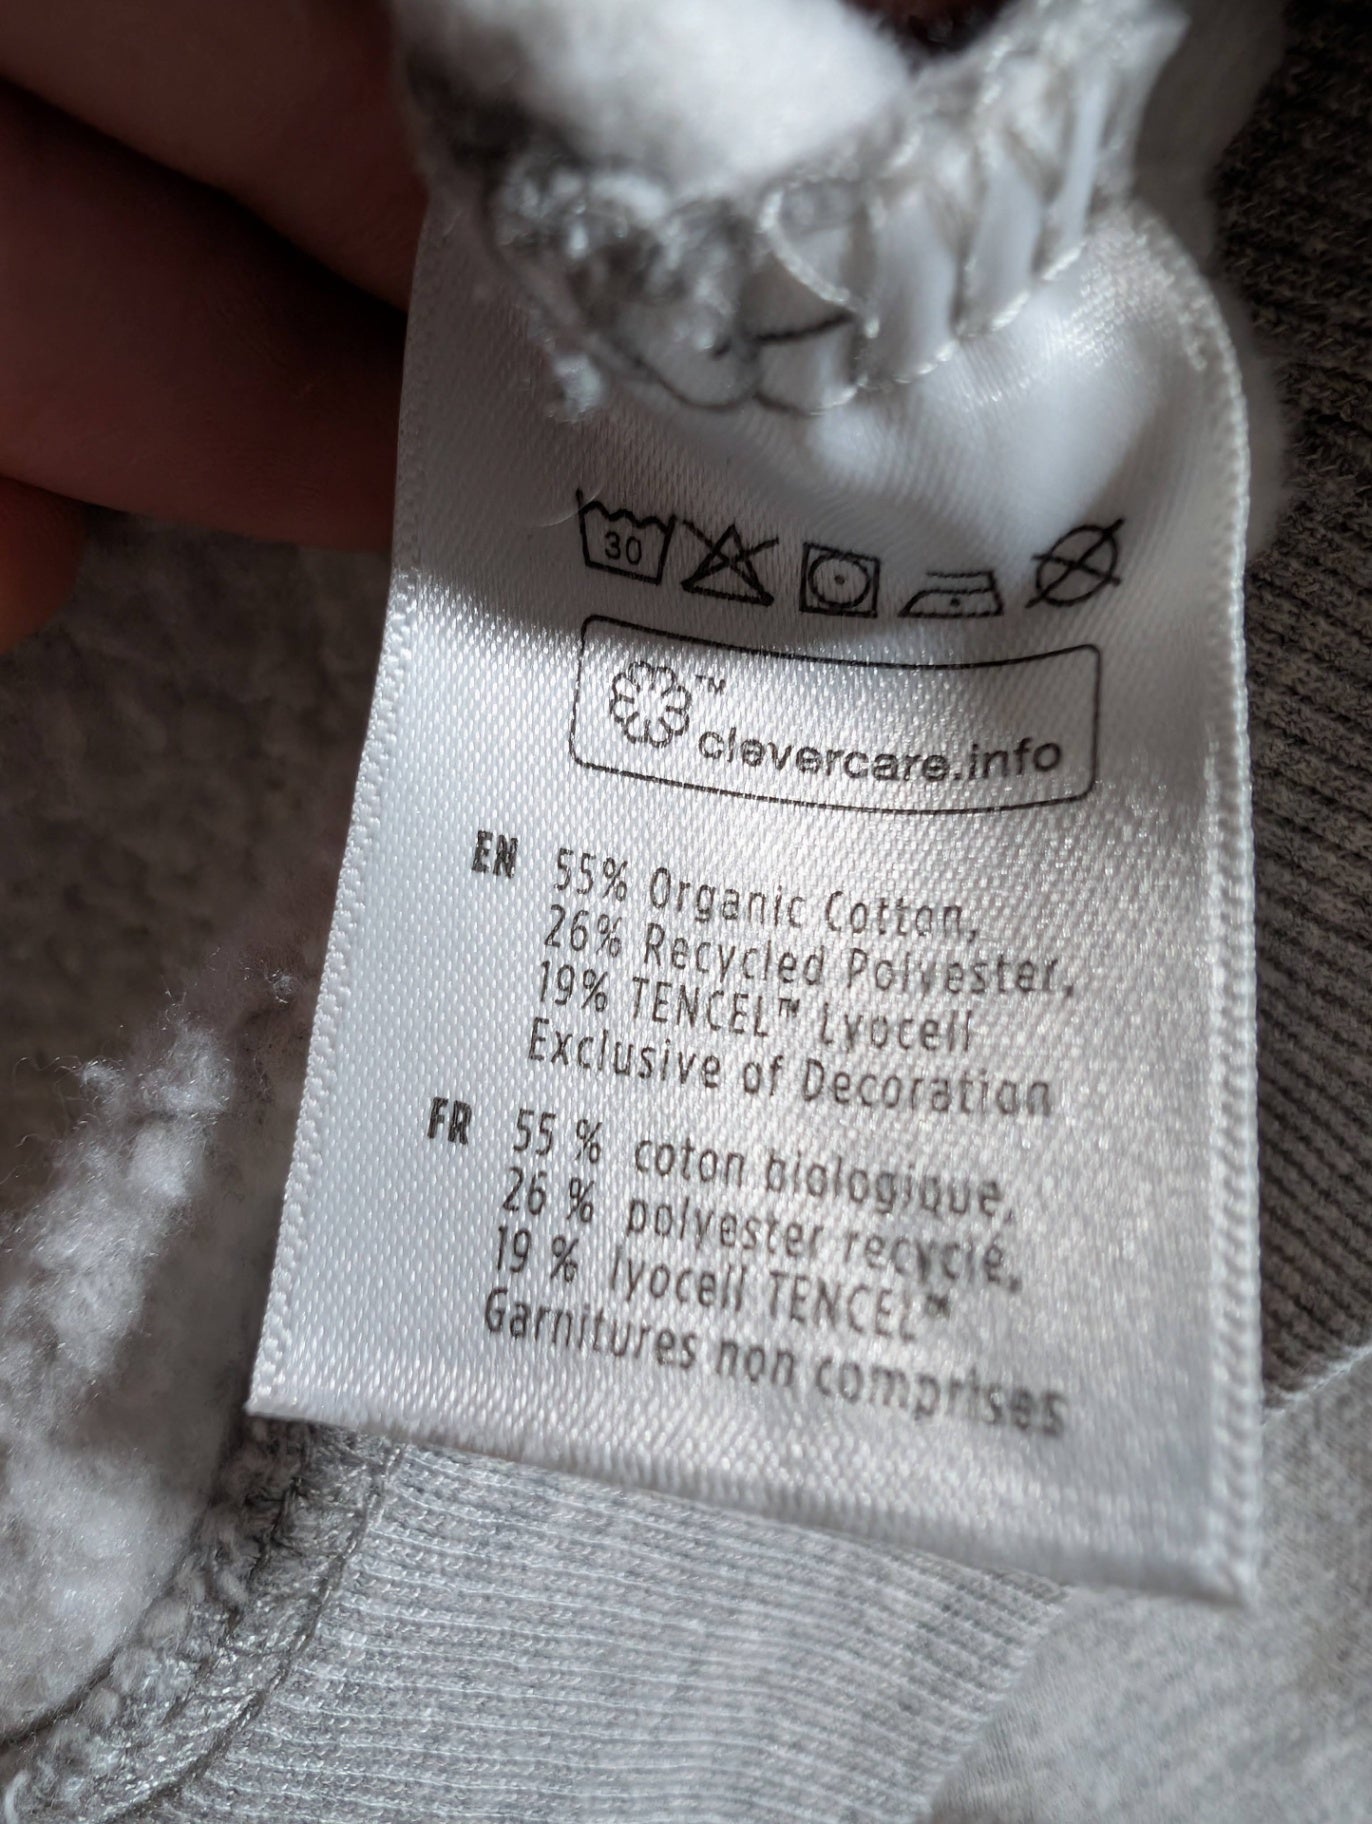 30
™
clevercare.info
EN 55% Organic Cotton,
26% Recycled Polyester,
19% TENCEL™ Lyocell
Exclusive of Decoration
FR 55 % coton biologique,
26 % polyester recyclé,
19 % lyocell TENCEL™
Garnitures non comprises